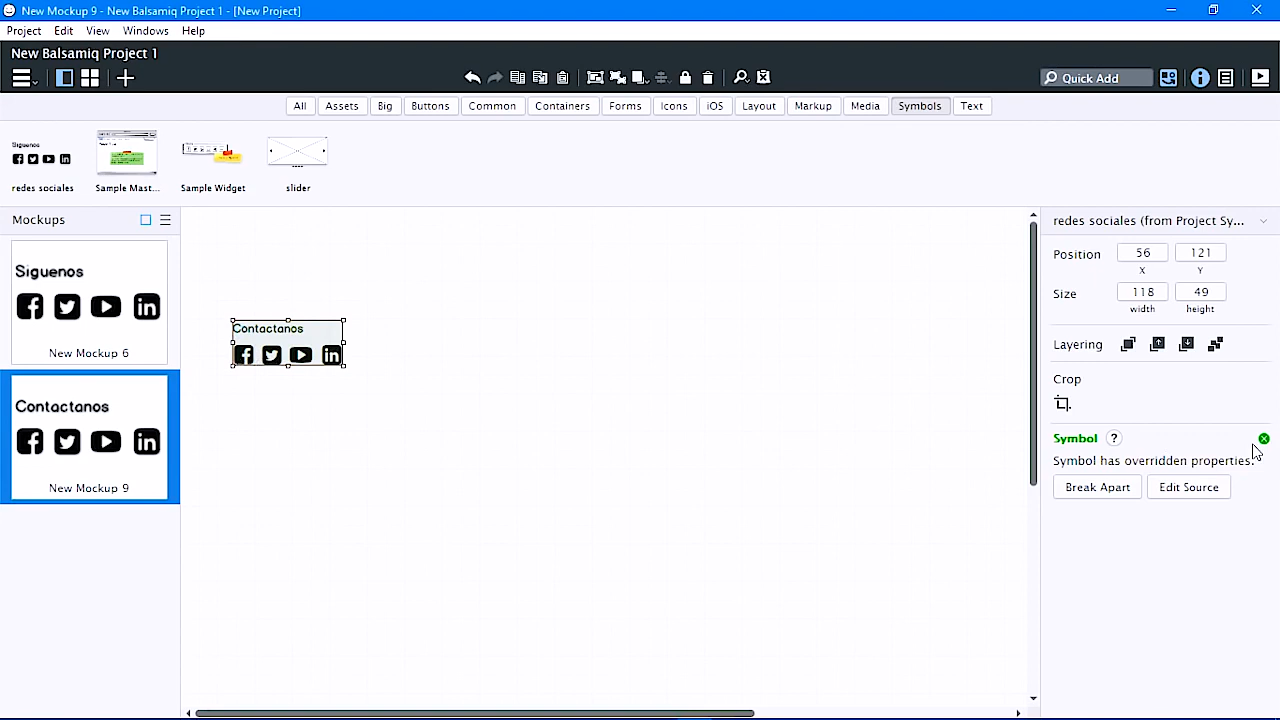 New Mockup 9 - New Balsamiq Project 1 - [New Project]
Project Edit View Windows Help
New Balsamiq Project 1
Quick Add
All Assets Big Buttons Common Containers Forms Icons iOS Layout Markup Media Symbols Text
Siguenos
redes sociales Sample Mast... Sample Widget slider
Mockups
Siguenos
New Mockup 6
Contactanos
New Mockup 9
Contactanos
redes sociales (from Project Sy...
Position 56 121
X Y
Size 118 49
width height
Layering
Crop
Symbol ?
Symbol has overridden properties.
Break Apart Edit Source